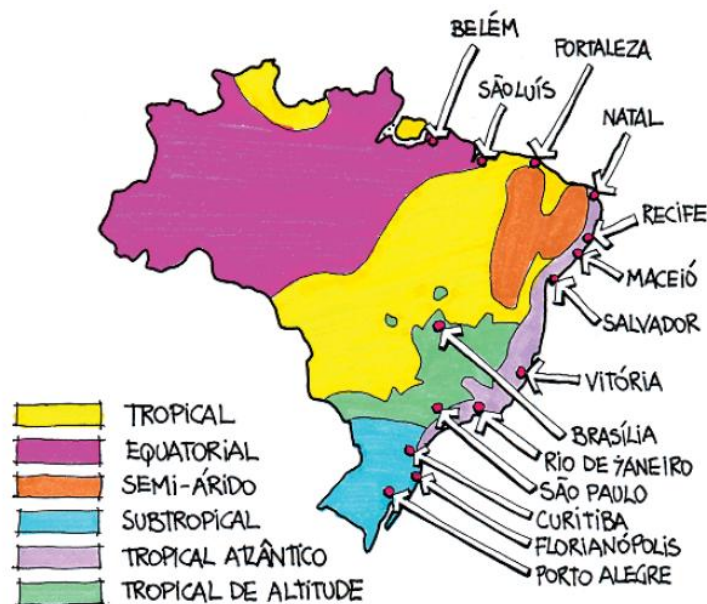 BELÉM
FORTALEZA
SÃO LUÍS
NATAL
RECIFE
MACEIÓ
SALVADOR
VITÓRIA
BRASÍLIA
RIO DE JANEIRO
SÃO PAULO
CURITIBA
FLORIANÓPOLIS
PORTO ALEGRE
TROPICAL
EQUATORIAL
SEMI-ÁRIDO
SUBTROPICAL
TROPICAL ATLÂNTICO
TROPICAL DE ALTITUDE